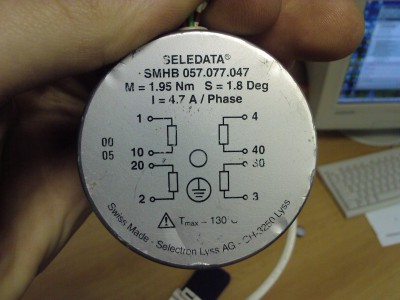 SELEDATA®
SMHB 057.077.047
M = 1.95 Nm S = 1.8 Deg
I = 4.7 A / Phase
1 4
00
05
10 40
20 30
2 3
Tmax - 130°C
Swiss Made - Selectron Lyss AG - CH-3250 Lyss